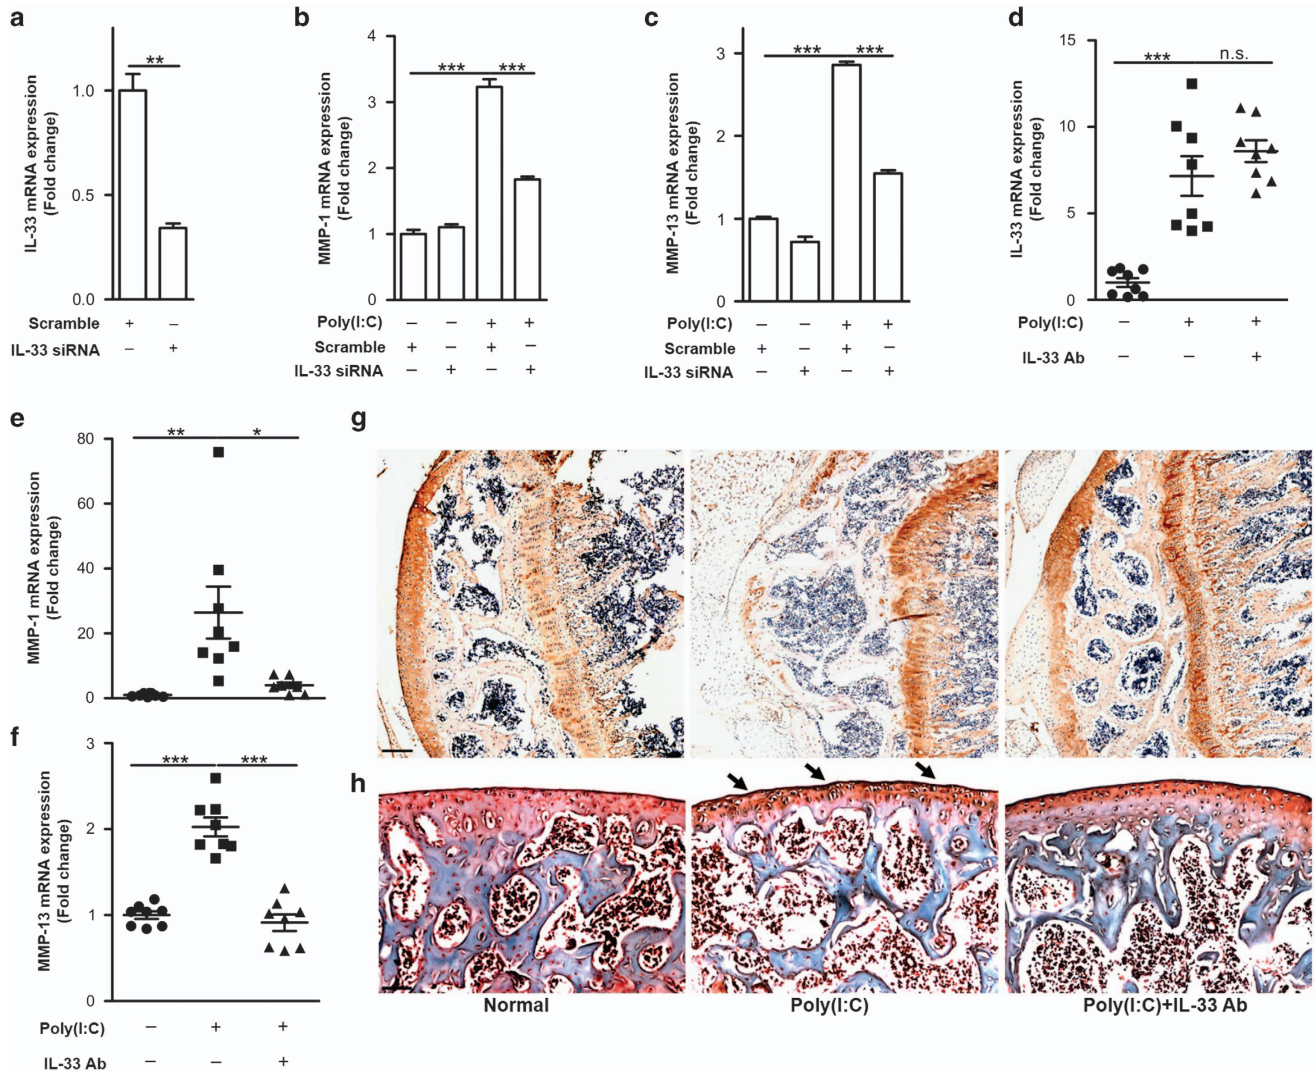 a
IL-33 mRNA expression
(Fold change)
1.0
0.5
0.0
**
Scramble + –
IL-33 siRNA – +
b
MMP-1 mRNA expression
(Fold change)
4
3
2
1
0
*** ***
Poly(I:C) – – + +
Scramble + – + –
IL-33 siRNA – + – +
c
MMP-13 mRNA expression
(Fold change)
3
2
1
0
*** ***
Poly(I:C) – – + +
Scramble + – + –
IL-33 siRNA – + – +
d
IL-33 mRNA expression
(Fold change)
15
10
5
0
*** n.s.
Poly(I:C) – + +
IL-33 Ab – – +
e
MMP-1 mRNA expression
(Fold change)
80
60
40
20
0
** *
f
MMP-13 mRNA expression
(Fold change)
3
2
1
0
*** ***
Poly(I:C) – + +
IL-33 Ab – – +
g
h
Normal
Poly(I:C)
Poly(I:C)+IL-33 Ab